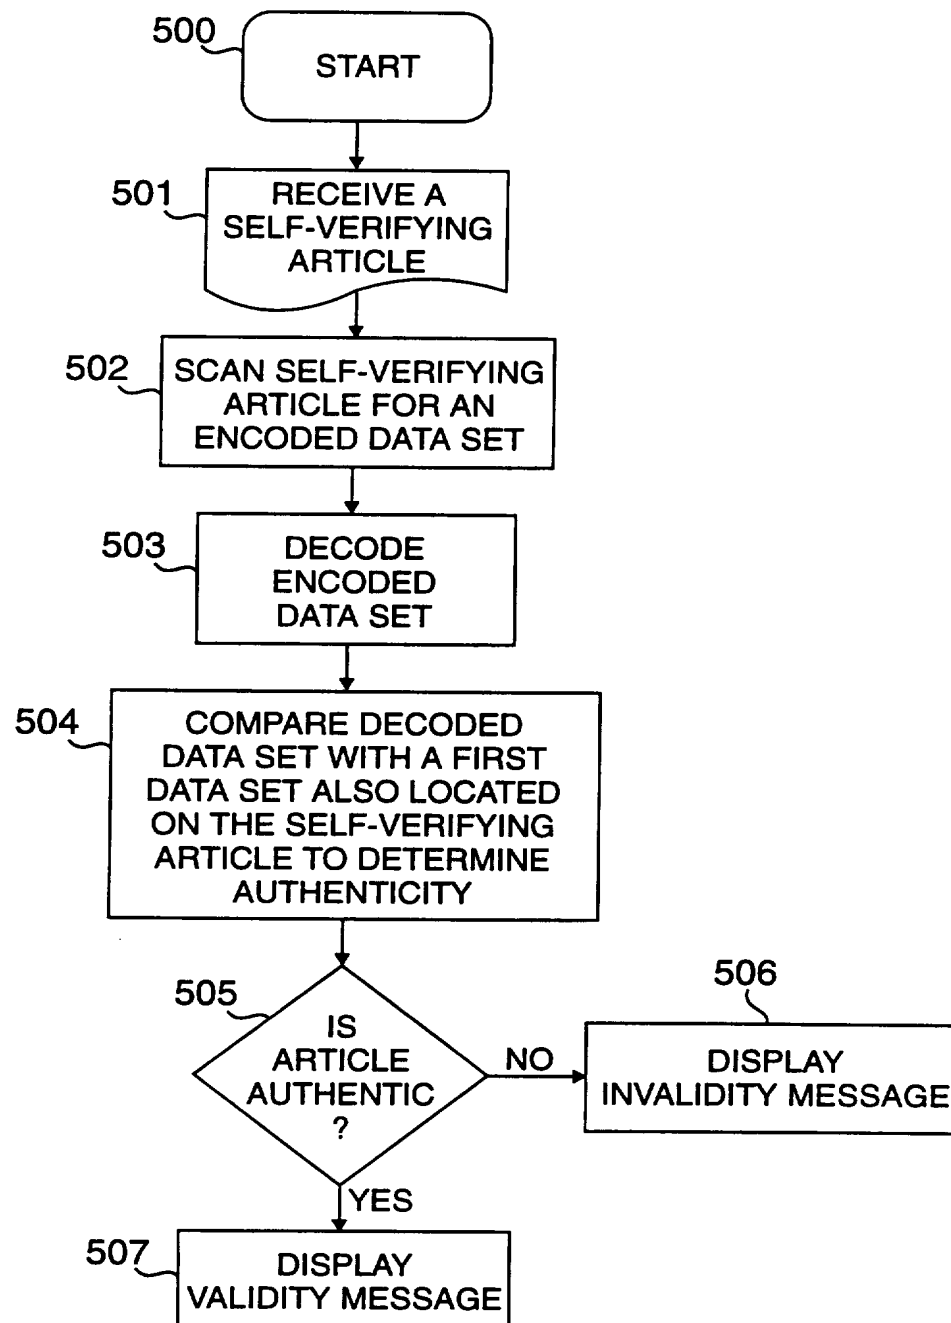 500
START
501
RECEIVE A
SELF-VERIFYING
ARTICLE
502
SCAN SELF-VERIFYING
ARTICLE FOR AN
ENCODED DATA SET
503
DECODE
ENCODED
DATA SET
504
COMPARE DECODED
DATA SET WITH A FIRST
DATA SET ALSO LOCATED
ON THE SELF-VERIFYING
ARTICLE TO DETERMINE
AUTHENTICITY
505
IS
ARTICLE
AUTHENTIC
?
NO
506
DISPLAY
INVALIDITY MESSAGE
YES
507
DISPLAY
VALIDITY MESSAGE